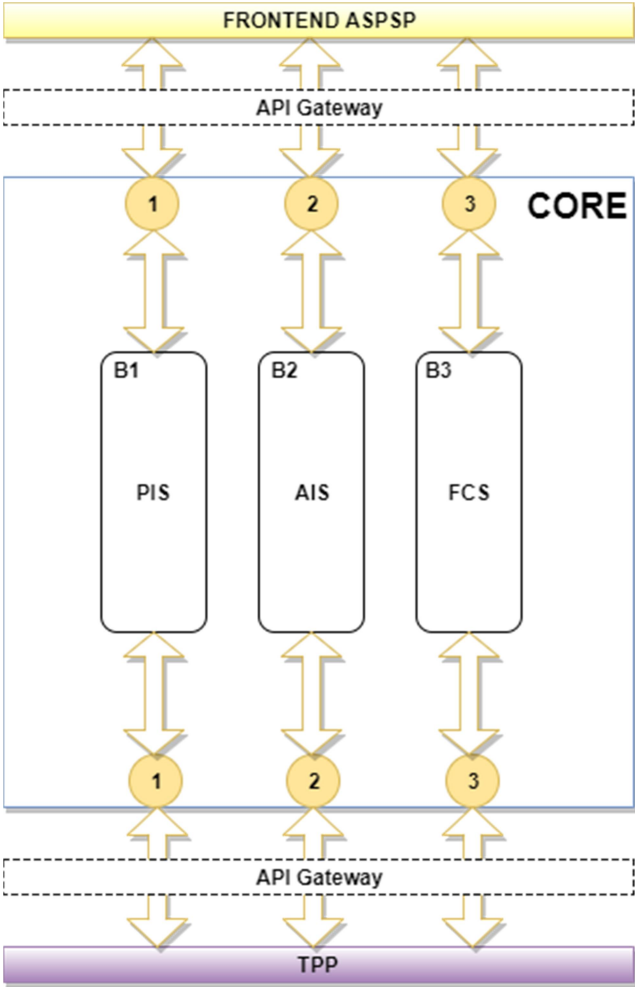 FRONTEND ASPSP
API Gateway
1 2 3 CORE
B1 B2 B3
PIS AIS FCS
1 2 3
API Gateway
TPP